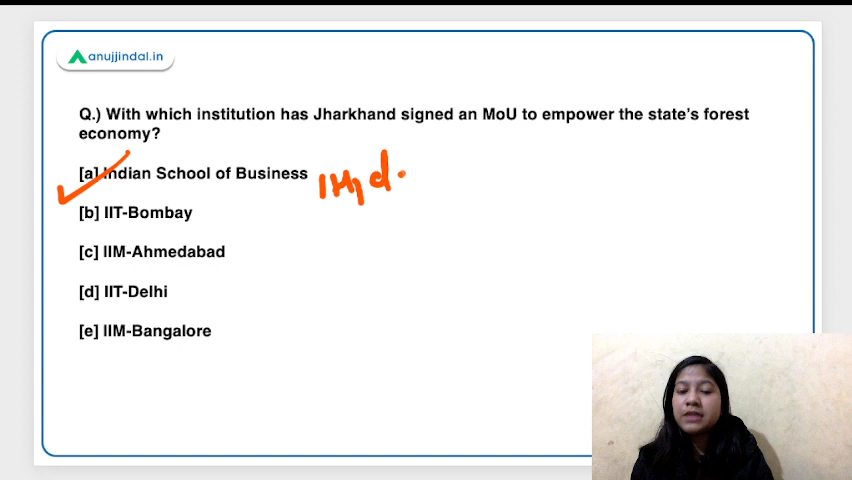 anujjindal.in
Q.) With which institution has Jharkhand signed an MoU to empower the state's forest
economy?
[a] Indian School of Business
[b] IIT-Bombay
[c] IIM-Ahmedabad
[d] IIT-Delhi
[e] IIM-Bangalore